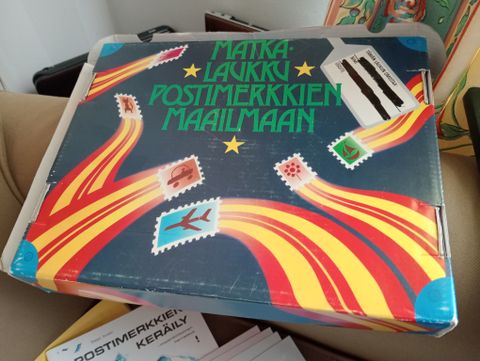 MATKA-
LAUKKU
POSTIMERKKIEN
MAAILMAAN
POSTIMERKKIEN
KERÄILY
!